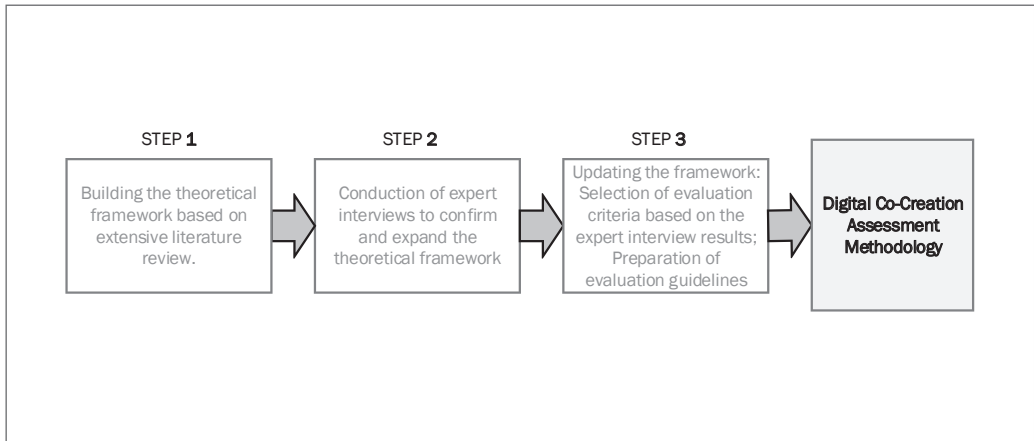 STEP 1
Building the theoretical
framework based on
extensive literature
review.
STEP 2
Conduction of expert
interviews to confirm
and expand the
theoretical framework
STEP 3
Updating the framework:
Selection of evaluation
criteria based on the
expert interview results;
Preparation of
evaluation guidelines
Digital Co-Creation
Assessment
Methodology